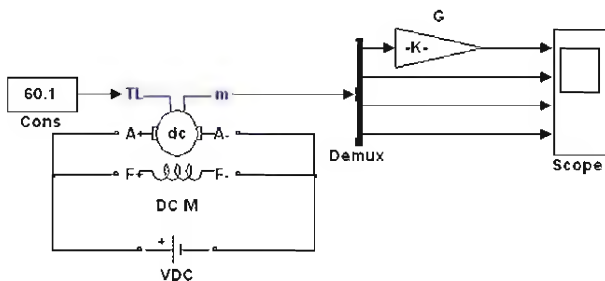 G
-K-
60.1
TL
m
Cons
A+
dc
A-
Demux
Scope
F+
F-
DC M
+
VDC